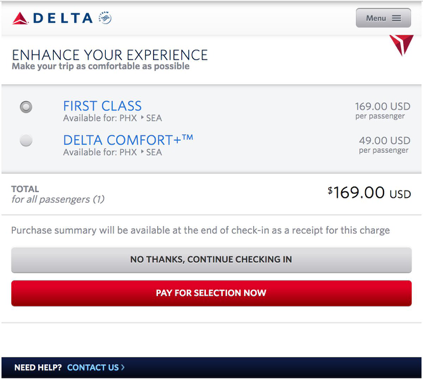 DELTA
Menu
ENHANCE YOUR EXPERIENCE
Make your trip as comfortable as possible
FIRST CLASS
169.00 USD
Available for: PHX ‣ SEA
per passenger
DELTA COMFORT+™
49.00 USD
Available for: PHX ‣ SEA
per passenger
TOTAL
$169.00 USD
for all passengers (1)
Purchase summary will be available at the end of check-in as a receipt for this charge
NO THANKS, CONTINUE CHECKING IN
PAY FOR SELECTION NOW
NEED HELP? CONTACT US ›